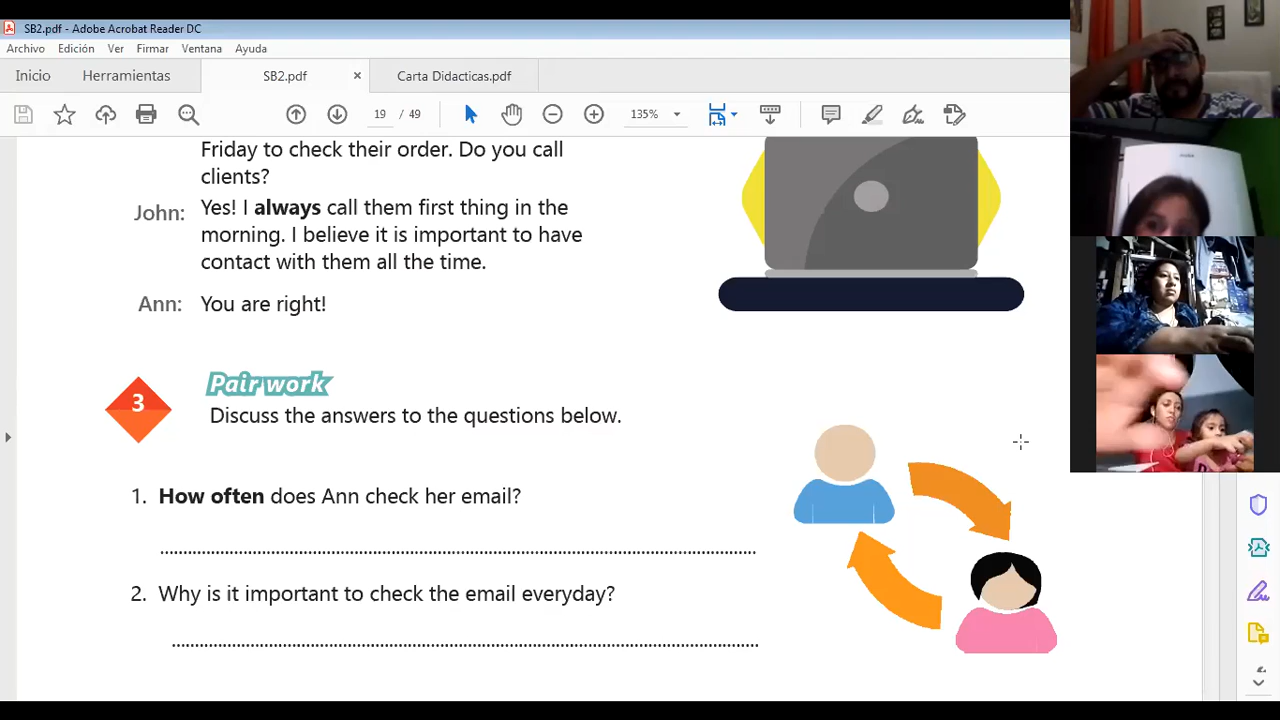 SB2.pdf - Adobe Acrobat Reader DC
Archivo Edición Ver Firmar Ventana Ayuda
Inicio Herramientas SB2.pdf × Carta Didacticas.pdf
19 / 49 135%
Friday to check their order. Do you call
clients?
John: Yes! I always call them first thing in the
morning. I believe it is important to have
contact with them all the time.
Ann: You are right!
3 Pair work
Discuss the answers to the questions below.
1. How often does Ann check her email?
2. Why is it important to check the email everyday?